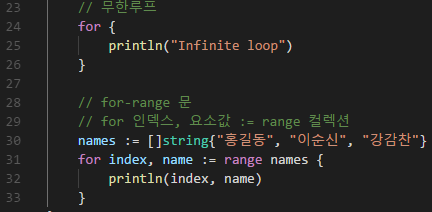 23 // 무한루프
24 for {
25 println("Infinite loop")
26 }
27
28 // for-range 문
29 // for 인덱스, 요소값 := range 컬렉션
30 names := []string{"홍길동", "이순신", "강감찬"}
31 for index, name := range names {
32 println(index, name)
33 }